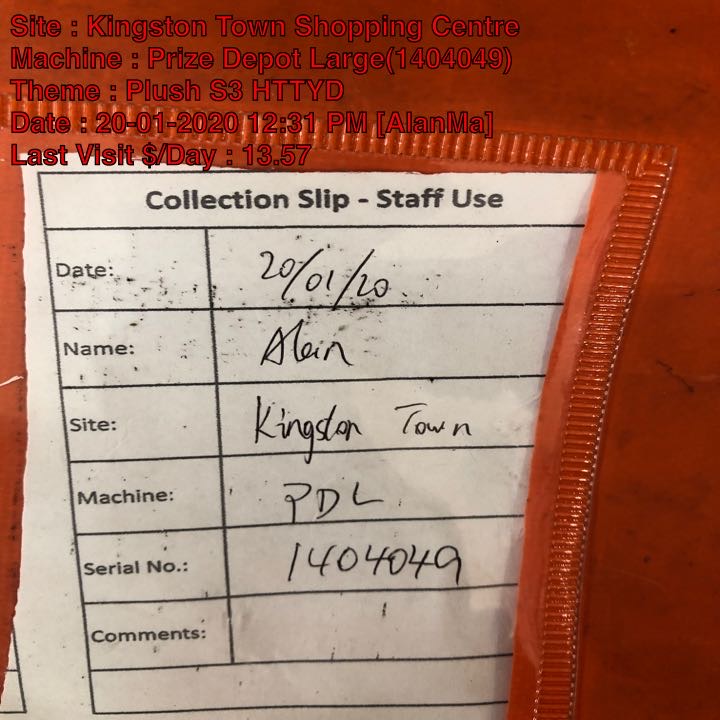 Site : Kingston Town Shopping Centre
Machine : Prize Depot Large(1404049)
Theme : Plush S3 HTTYD
Date : 20-01-2020 12:31 PM [AlanMa]
Last Visit $/Day : 13.57
Collection Slip - Staff Use
Date: 20/01/20
Name: Alan
Site: Kingston Town
Machine: PDL
Serial No.: 1404049
Comments: